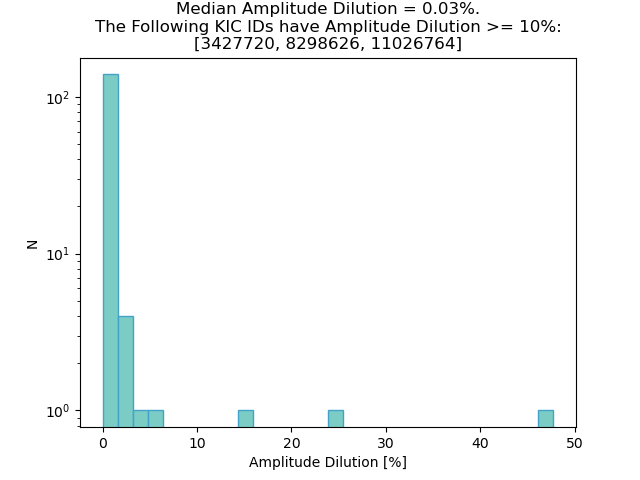 Median Amplitude Dilution = 0.03%.
The Following KIC IDs have Amplitude Dilution >= 10%:
[3427720, 8298626, 11026764]
10²
10¹
10⁰
N
0 10 20 30 40 50
Amplitude Dilution [%]